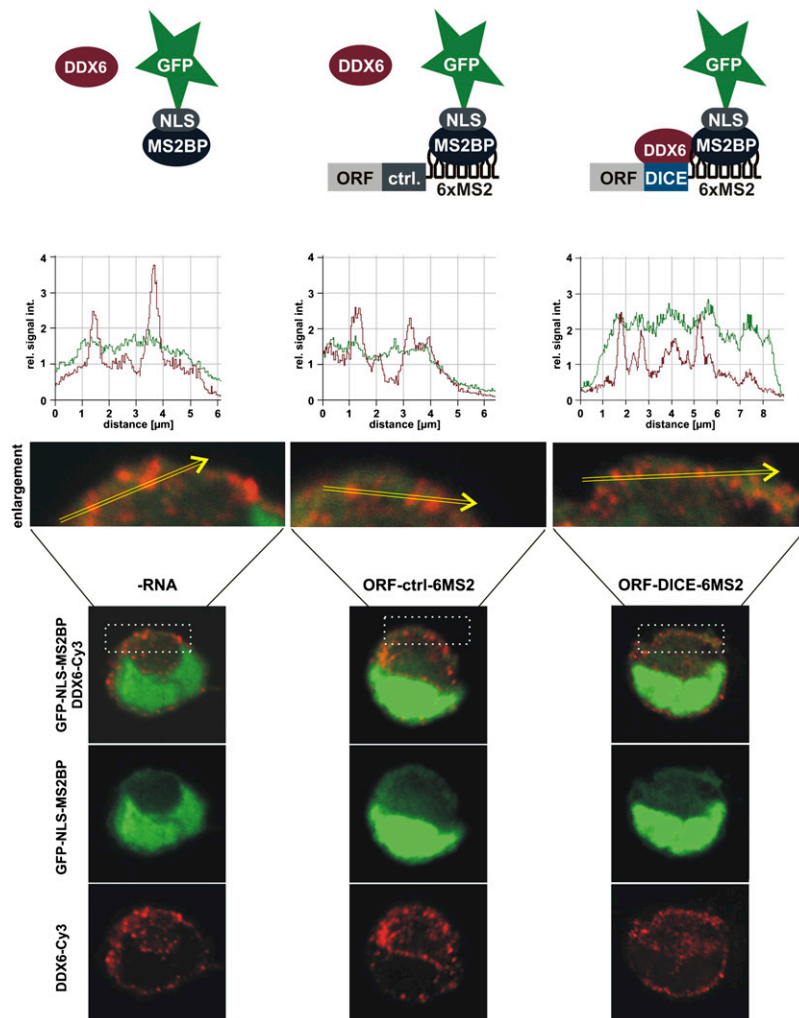 DDX6
GFP
NLS
MS2BP
DDX6
GFP
NLS
MS2BP
ORF ctrl.
6xMS2
GFP
NLS
DDX6 MS2BP
ORF DICE
6xMS2
rel. signal int.
4
3
2
1
0
0 1 2 3 4 5 6
distance [µm]
rel. signal int.
4
3
2
1
0
0 1 2 3 4 5 6
distance [µm]
rel. signal int.
4
3
2
1
0
0 1 2 3 4 5 6 7 8
distance [µm]
enlargement
-RNA
ORF-ctrl-6MS2
ORF-DICE-6MS2
GFP-NLS-MS2BP
DDX6-Cy3
GFP-NLS-MS2BP
DDX6-Cy3